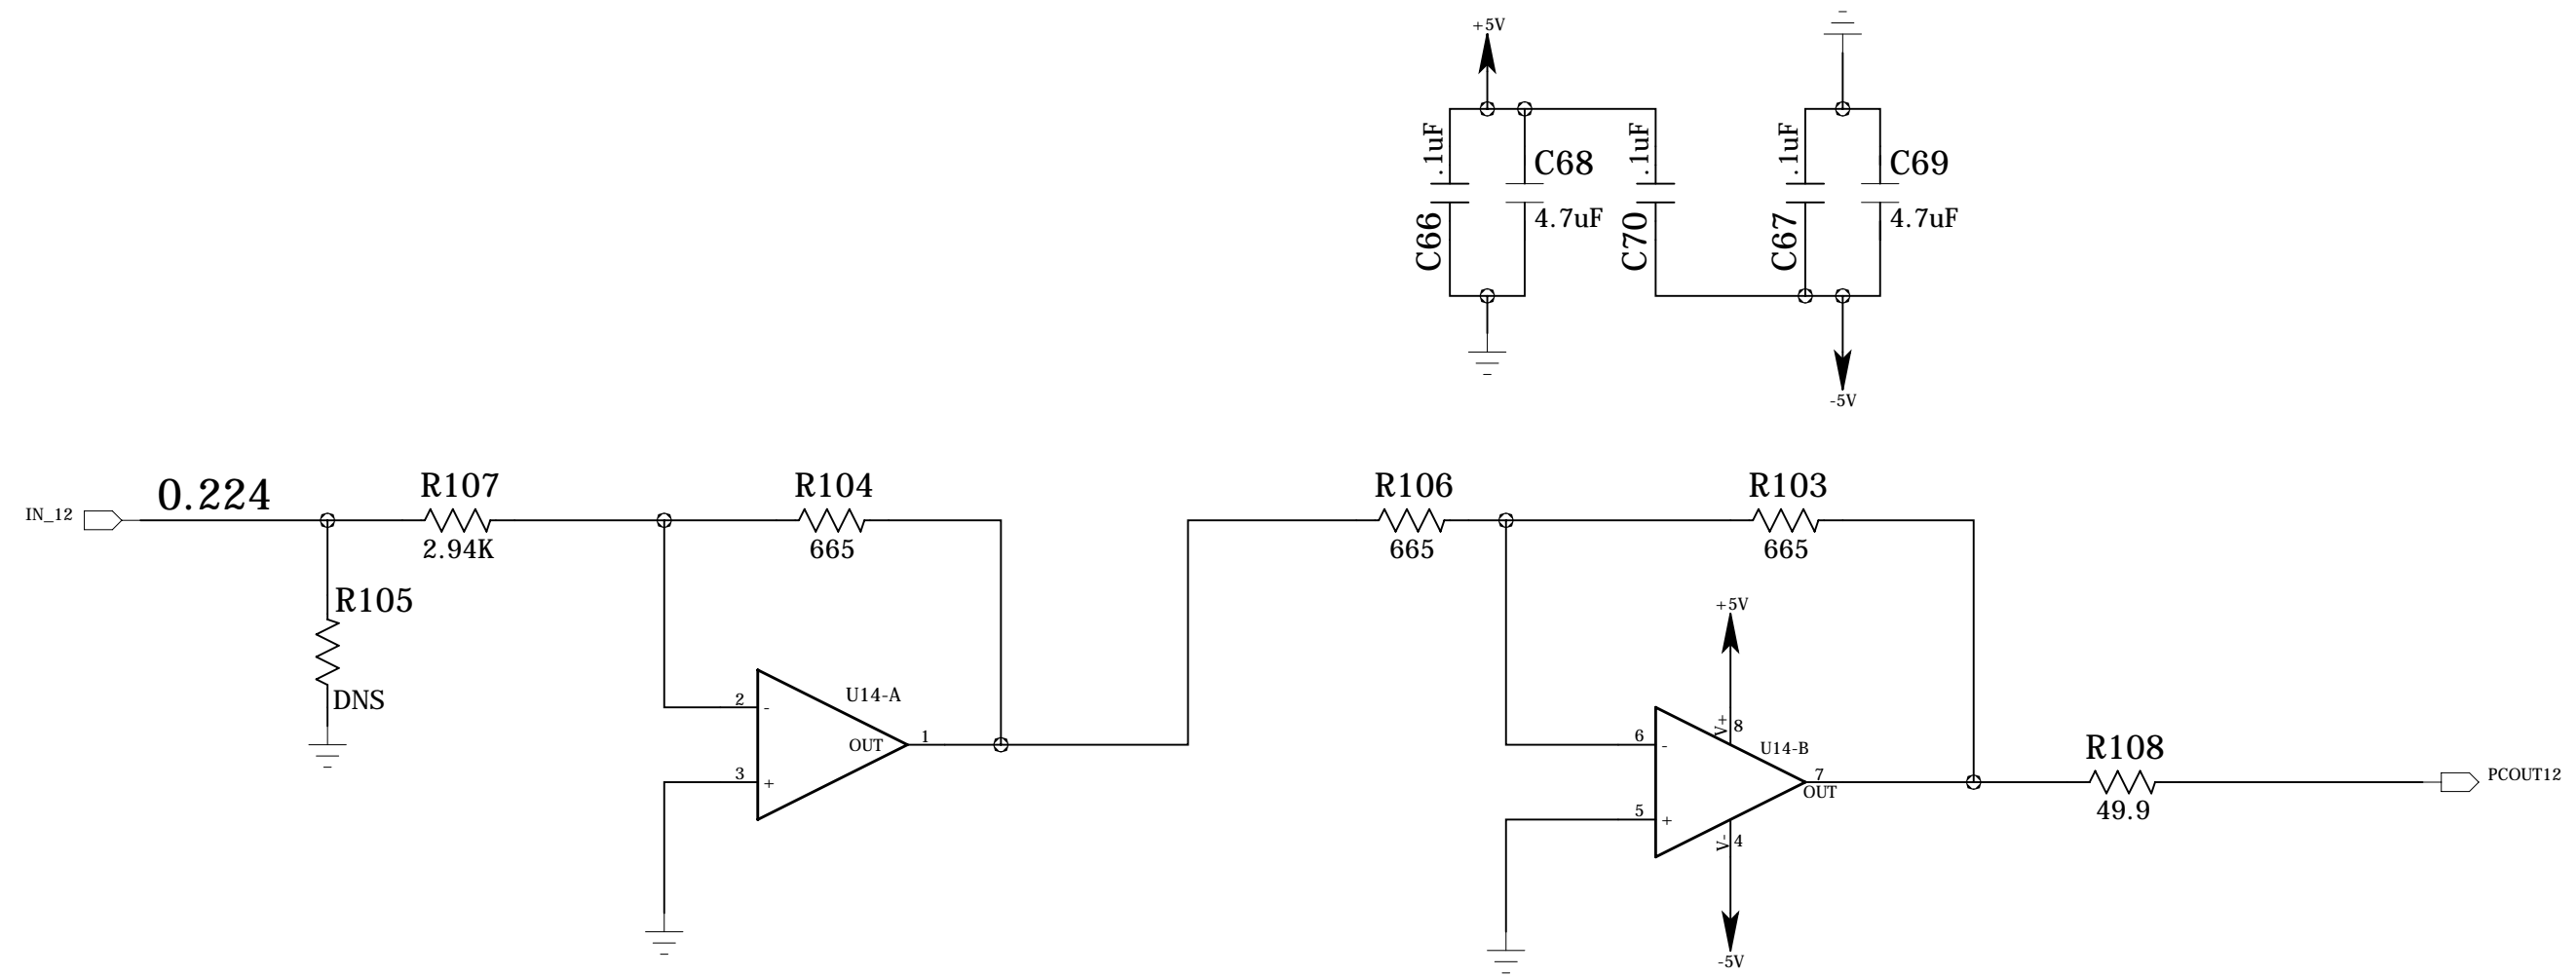 +5V
.1uF
C66
C68
4.7uF
.1uF
C70
.1uF
C67
C69
4.7uF
-5V
IN_12
0.224
R107
2.94K
R104
665
R106
665
R103
665
R105
DNS
2
-
U14-A
OUT
1
3
+
+5V
V+
8
6
-
U14-B
7
OUT
5
+
V-
4
-5V
R108
49.9
PCOUT12